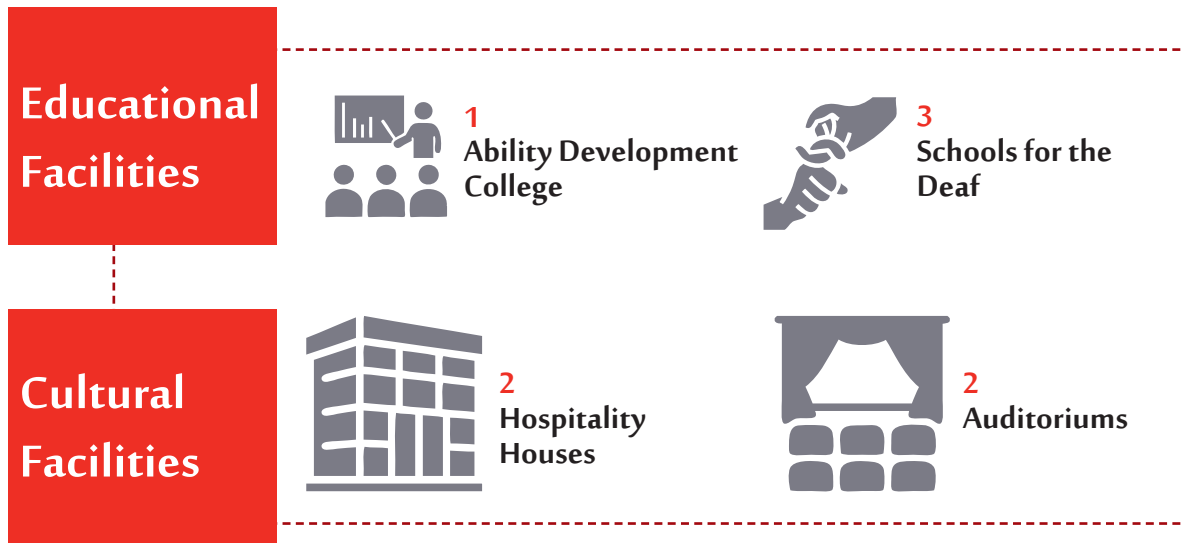 Educational
Facilities
1
Ability Development
College
3
Schools for the
Deaf
Cultural
Facilities
2
Hospitality
Houses
2
Auditoriums